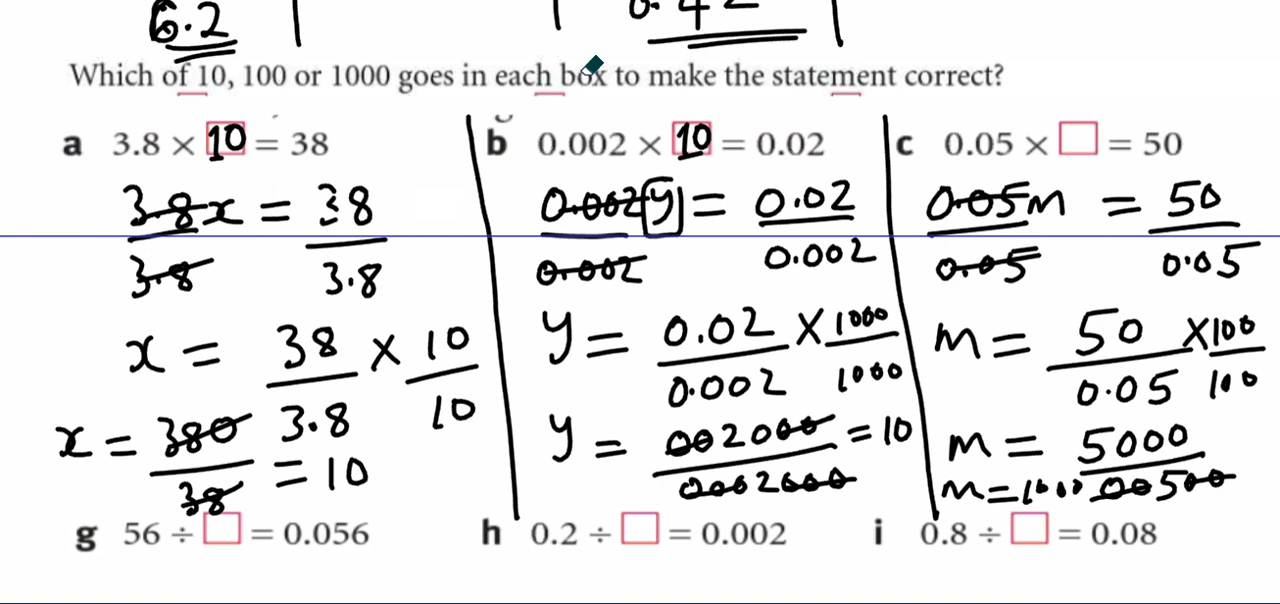 6.2 | | 0.42 |
Which of 10, 100 or 1000 goes in each box to make the statement correct?
a 3.8 × 10 = 38
b 0.002 × 10 = 0.02
c 0.05 × □ = 50
3.8x = 38
3.8 3.8
x = 38 × 10
3.8 10
x = 380 = 10
38
0.002 y = 0.02
0.002 0.002
y = 0.02 × 1000
0.002 1000
y = 002000 = 10
0002000
0.05m = 50
0.05 0.05
m = 50 × 100
0.05 100
m = 5000
m = 1000 00500
g 56 ÷ □ = 0.056
h 0.2 ÷ □ = 0.002
i 0.8 ÷ □ = 0.08